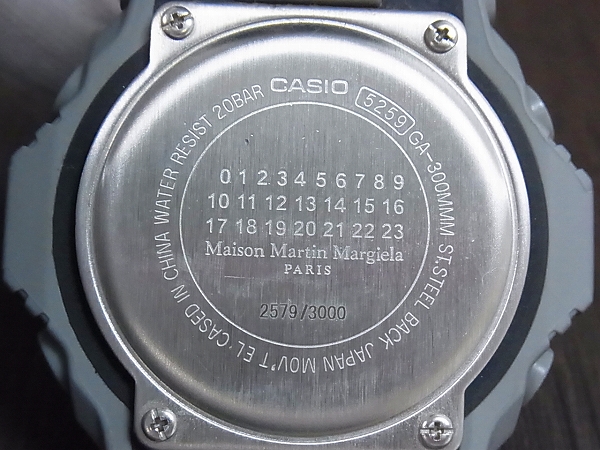 CASIO 5259 GA-300MMM ST.STEEL BACK JAPAN MOV'T EL: CASED IN CHINA WATER RESIST 20BAR
0 1 2 3 4 5 6 7 8 9
10 11 12 13 14 15 16
17 18 19 20 21 22 23
Maison Martin Margiela
PARIS
2579/3000